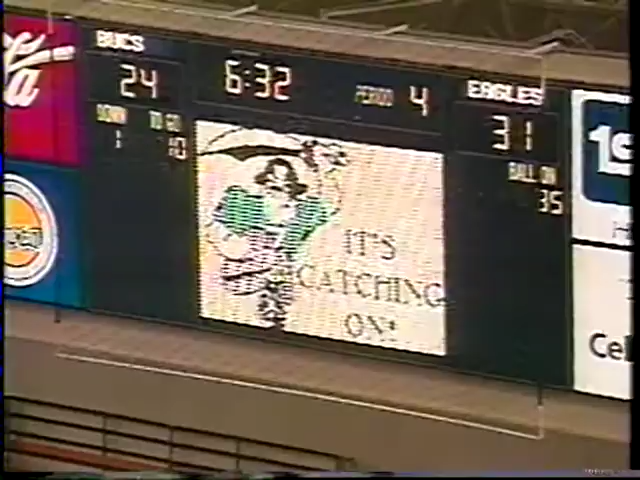 BUCS
24
6:32
PERIOD 4
EAGLES
31
DOWN TO GO
1 10
BALL ON
35
IT'S
CATCHING
ON!
1st
Cel